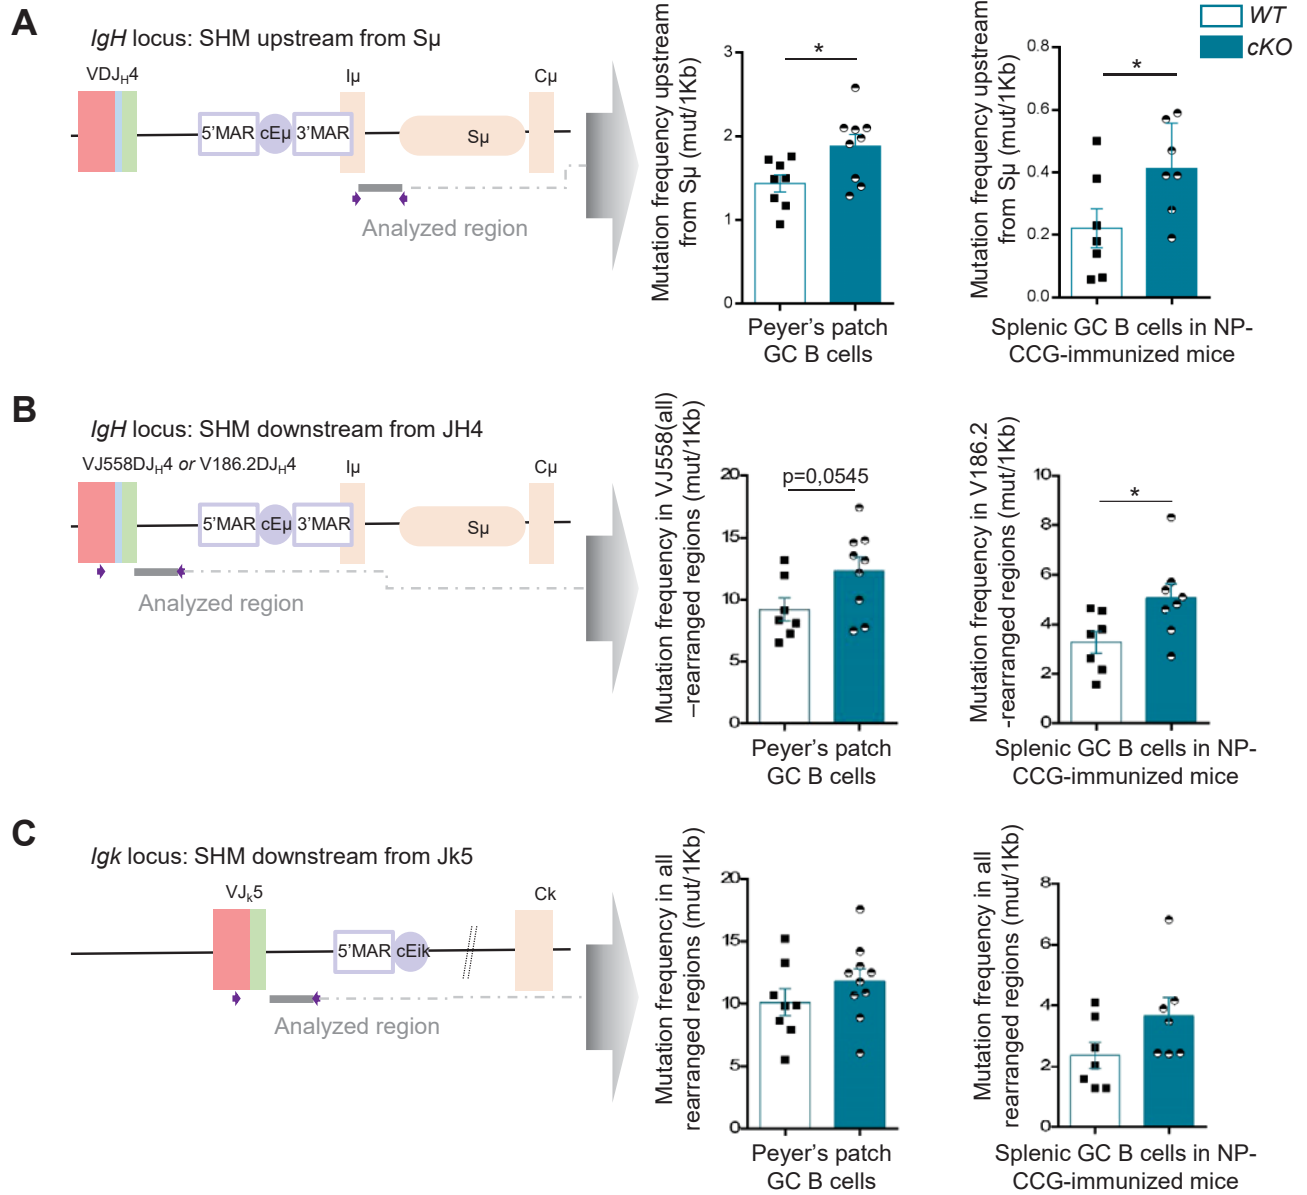 A
IgH locus: SHM upstream from Sμ
VDJH4
Iμ
Cμ
5'MAR
cEμ
3'MAR
Sμ
Analyzed region
Mutation frequency upstream
from Sμ (mut/1Kb)
3
2
1
0
*
Peyer's patch
GC B cells
Mutation frequency upstream
from Sμ (mut/1Kb)
0.8
0.6
0.4
0.2
0.0
*
Splenic GC B cells in NP-
CCG-immunized mice
WT
cKO
B
IgH locus: SHM downstream from JH4
VJ558DJH4 or V186.2DJH4
Iμ
Cμ
5'MAR
cEμ
3'MAR
Sμ
Analyzed region
Mutation frequency in VJ558(all)
–rearranged regions (mut/1Kb)
20
15
10
5
0
p=0,0545
Peyer's patch
GC B cells
Mutation frequency in V186.2
-rearranged regions (mut/1Kb)
10
8
6
4
2
0
*
Splenic GC B cells in NP-
CCG-immunized mice
C
Igk locus: SHM downstream from Jk5
VJk5
Ck
5'MAR
cEik
Analyzed region
Mutation frequency in all
rearranged regions (mut/1Kb)
20
15
10
5
0
Peyer's patch
GC B cells
Mutation frequency in all
rearranged regions (mut/1Kb)
8
6
4
2
0
Splenic GC B cells in NP-
CCG-immunized mice